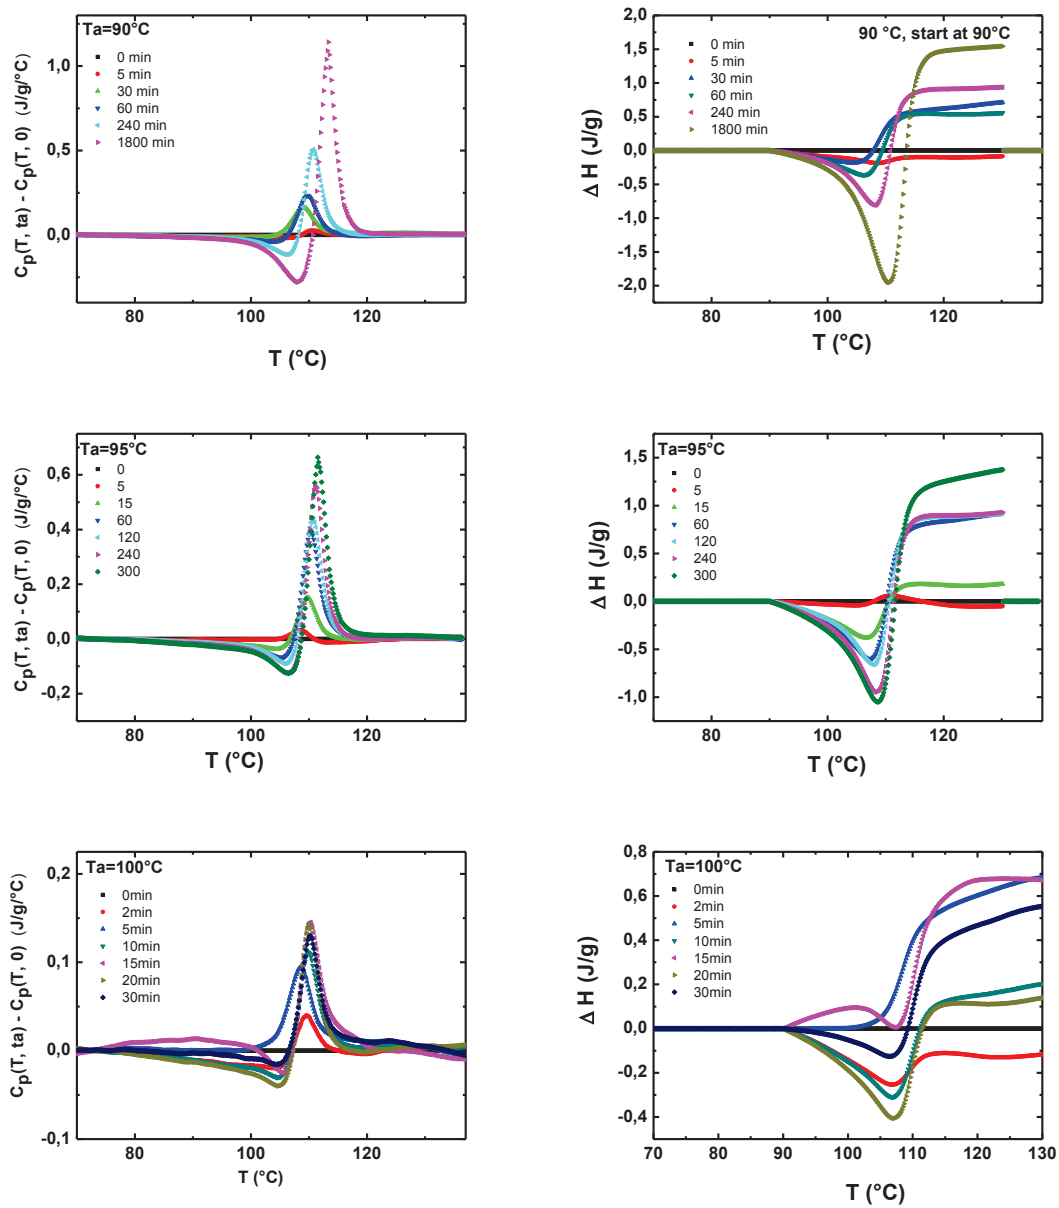 Ta=90°C
0 min
5 min
30 min
60 min
240 min
1800 min
1,0
0,5
0,0
80 100 120
Cp(T, ta) - Cp(T, 0) (J/g/°C)
T (°C)
90 °C, start at 90°C
0 min
5 min
30 min
60 min
240 min
1800 min
2,0
1,5
1,0
0,5
0,0
-0,5
-1,0
-1,5
-2,0
80 100 120
Δ H (J/g)
T (°C)
Ta=95°C
0
5
15
60
120
240
300
0,6
0,4
0,2
0,0
-0,2
80 100 120
Cp(T, ta) - Cp(T, 0) (J/g/°C)
T (°C)
Ta=95°C
0
5
15
60
120
240
300
1,5
1,0
0,5
0,0
-0,5
-1,0
80 100 120
Δ H (J/g)
T (°C)
Ta=100°C
0min
2min
5min
10min
15min
20min
30min
0,2
0,1
0,0
-0,1
80 100 120
Cp(T, ta) - Cp(T, 0) (J/g/°C)
T (°C)
Ta=100°C
0min
2min
5min
10min
15min
20min
30min
0,8
0,6
0,4
0,2
0,0
-0,2
-0,4
70 80 90 100 110 120 130
Δ H (J/g)
T (°C)